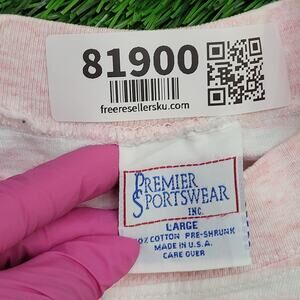 81900
freeresellersku.com
PREMIER
SPORTSWEAR
INC.
LARGE
COTTON PRE-SHRUNK
MADE IN U.S.A.
CARE OVER